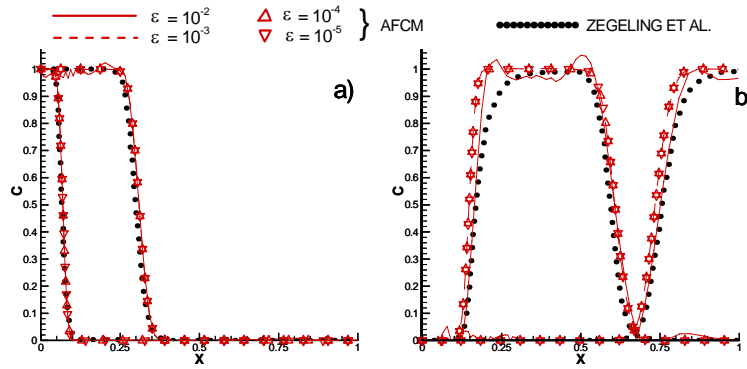 ε = 10⁻² ε = 10⁻⁴ } AFCM ZEGELING ET AL.
ε = 10⁻³ ε = 10⁻⁵
a)
b
C
1
0.9
0.8
0.7
0.6
0.5
0.4
0.3
0.2
0.1
0
0 0.25 0.5 0.75 1
X
C
1
0.9
0.8
0.7
0.6
0.5
0.4
0.3
0.2
0.1
0
0 0.25 0.5 0.75 1
X